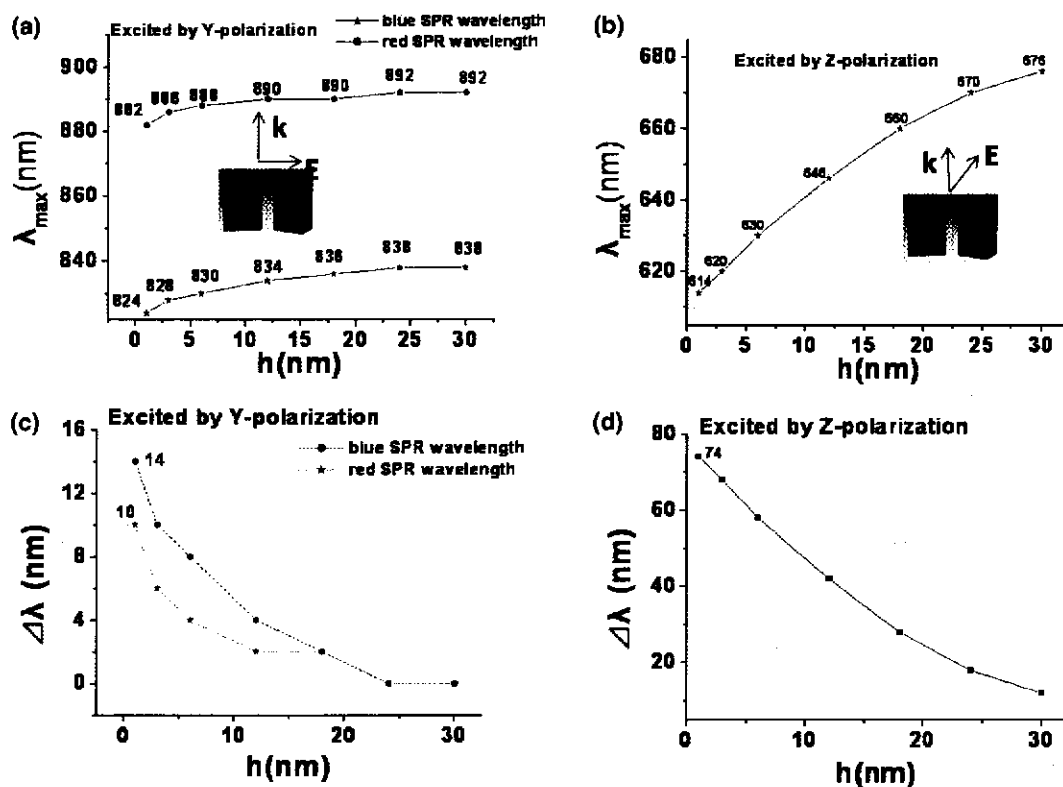 (a)
Excited by Y-polarization
blue SPR wavelength
red SPR wavelength
900
880
860
840
λmax(nm)
882
886
888
890
890
892
892
k
E
824
828
830
834
836
838
838
0 5 10 15 20 25 30
h(nm)
(b)
Excited by Z-polarization
680
660
640
620
λmax(nm)
614
620
630
646
660
670
676
k
E
0 5 10 15 20 25 30
h(nm)
(c)
Excited by Y-polarization
blue SPR wavelength
red SPR wavelength
16
12
8
4
0
Δλ (nm)
14
10
0 10 20 30
h(nm)
(d)
Excited by Z-polarization
80
60
40
20
Δλ (nm)
74
0 10 20 30
h(nm)